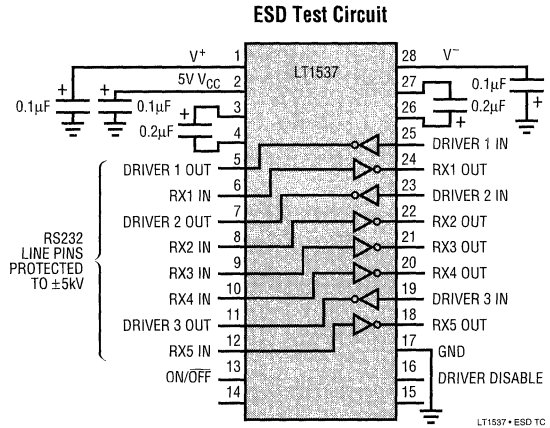 ESD Test Circuit
LT1537
V+ 1
5V VCC 2
3
4
0.1µF
0.1µF
0.2µF
DRIVER 1 OUT 5
RX1 IN 6
DRIVER 2 OUT 7
RX2 IN 8
RX3 IN 9
RX4 IN 10
DRIVER 3 OUT 11
RX5 IN 12
ON/OFF 13
14
RS232
LINE PINS
PROTECTED
TO ±5kV
28 V−
27
26
0.1µF
0.2µF
25 DRIVER 1 IN
24 RX1 OUT
23 DRIVER 2 IN
22 RX2 OUT
21 RX3 OUT
20 RX4 OUT
19 DRIVER 3 IN
18 RX5 OUT
17 GND
16 DRIVER DISABLE
15
LT1537 • ESD TC